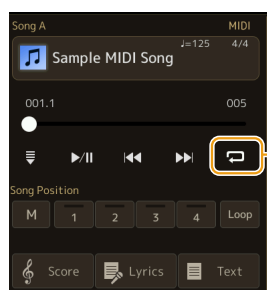 Song A MIDI
♩=125 4/4
Sample MIDI Song
001.1 005
Song Position
M 1 2 3 4 Loop
Score Lyrics Text